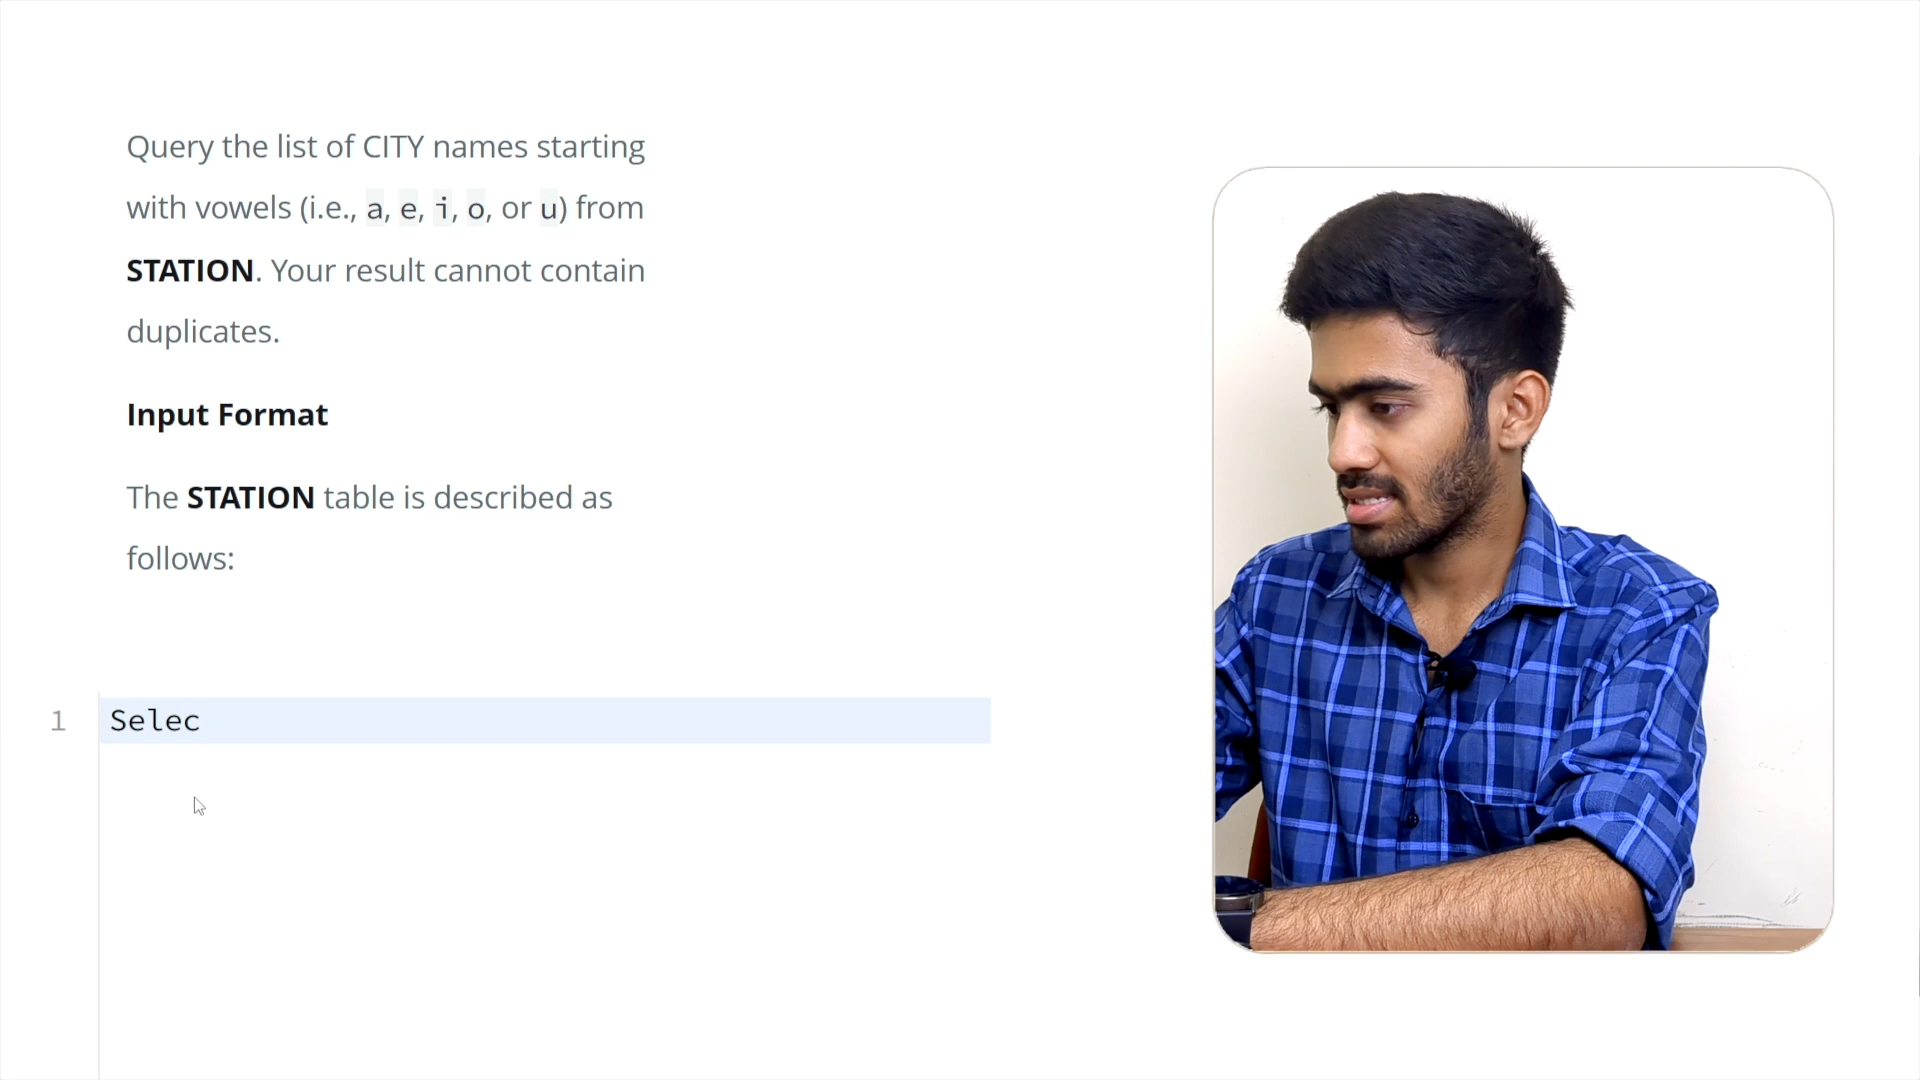 Query the list of CITY names starting
with vowels (i.e., a, e, i, o, or u) from
STATION. Your result cannot contain
duplicates.
Input Format
The STATION table is described as
follows:
1 Selec